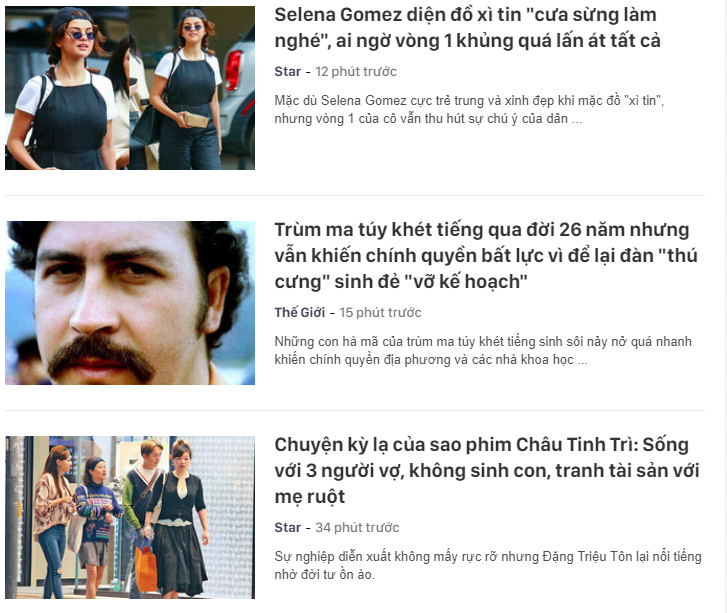 Selena Gomez diện đồ xì tin "cưa sừng làm
nghé", ai ngờ vòng 1 khủng quá lấn át tất cả
Star - 12 phút trước
Mặc dù Selena Gomez cực trẻ trung và xinh đẹp khi mặc đồ "xì tin",
nhưng vòng 1 của cô vẫn thu hút sự chú ý của dân ...
Trùm ma túy khét tiếng qua đời 26 năm nhưng
vẫn khiến chính quyền bất lực vì để lại đàn "thú
cưng" sinh đẻ "vỡ kế hoạch"
Thế Giới - 15 phút trước
Những con hà mã của trùm ma túy khét tiếng sinh sôi nảy nở quá nhanh
khiến chính quyền địa phương và các nhà khoa học ...
Chuyện kỳ lạ của sao phim Châu Tinh Trì: Sống
với 3 người vợ, không sinh con, tranh tài sản với
mẹ ruột
Star - 34 phút trước
Sự nghiệp diễn xuất không mấy rực rỡ nhưng Đặng Triệu Tôn lại nổi tiếng
nhờ đời tư ồn ào.